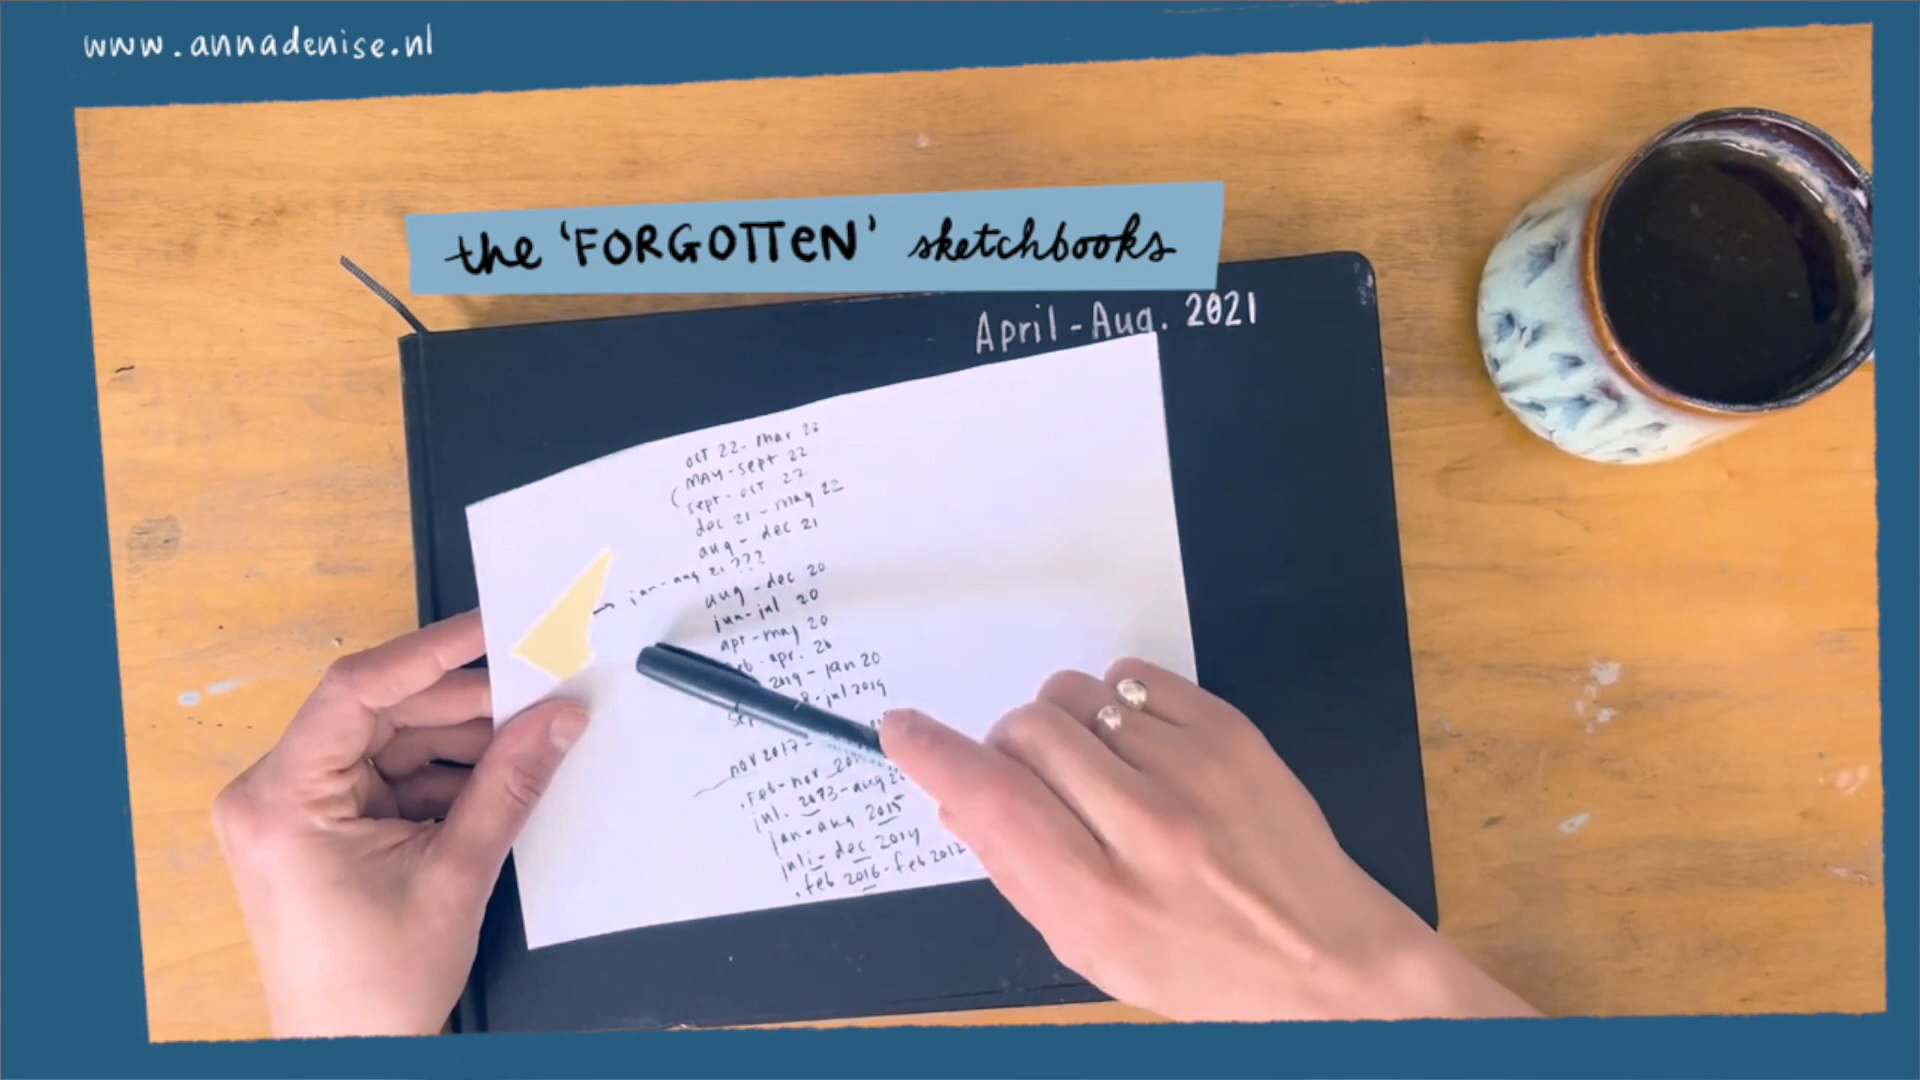 www.annadenise.nl
the 'FORGOTTEN' sketchbooks
April - Aug. 2021
oct 22 - mar 23
MAY - sept 22
(sept - oct 22
dec 21 - may 22
aug - dec 21
→ jan - aug 21???
aug - dec 20
jun - jul 20
apr - may 20
apr. 20
2019 - jan 20
- jul 2019
nov 2017 -
. Feb - nov
jul. 2013 - aug
jan - aug 2015
juli - dec 2014
. feb 2016 - feb 2017